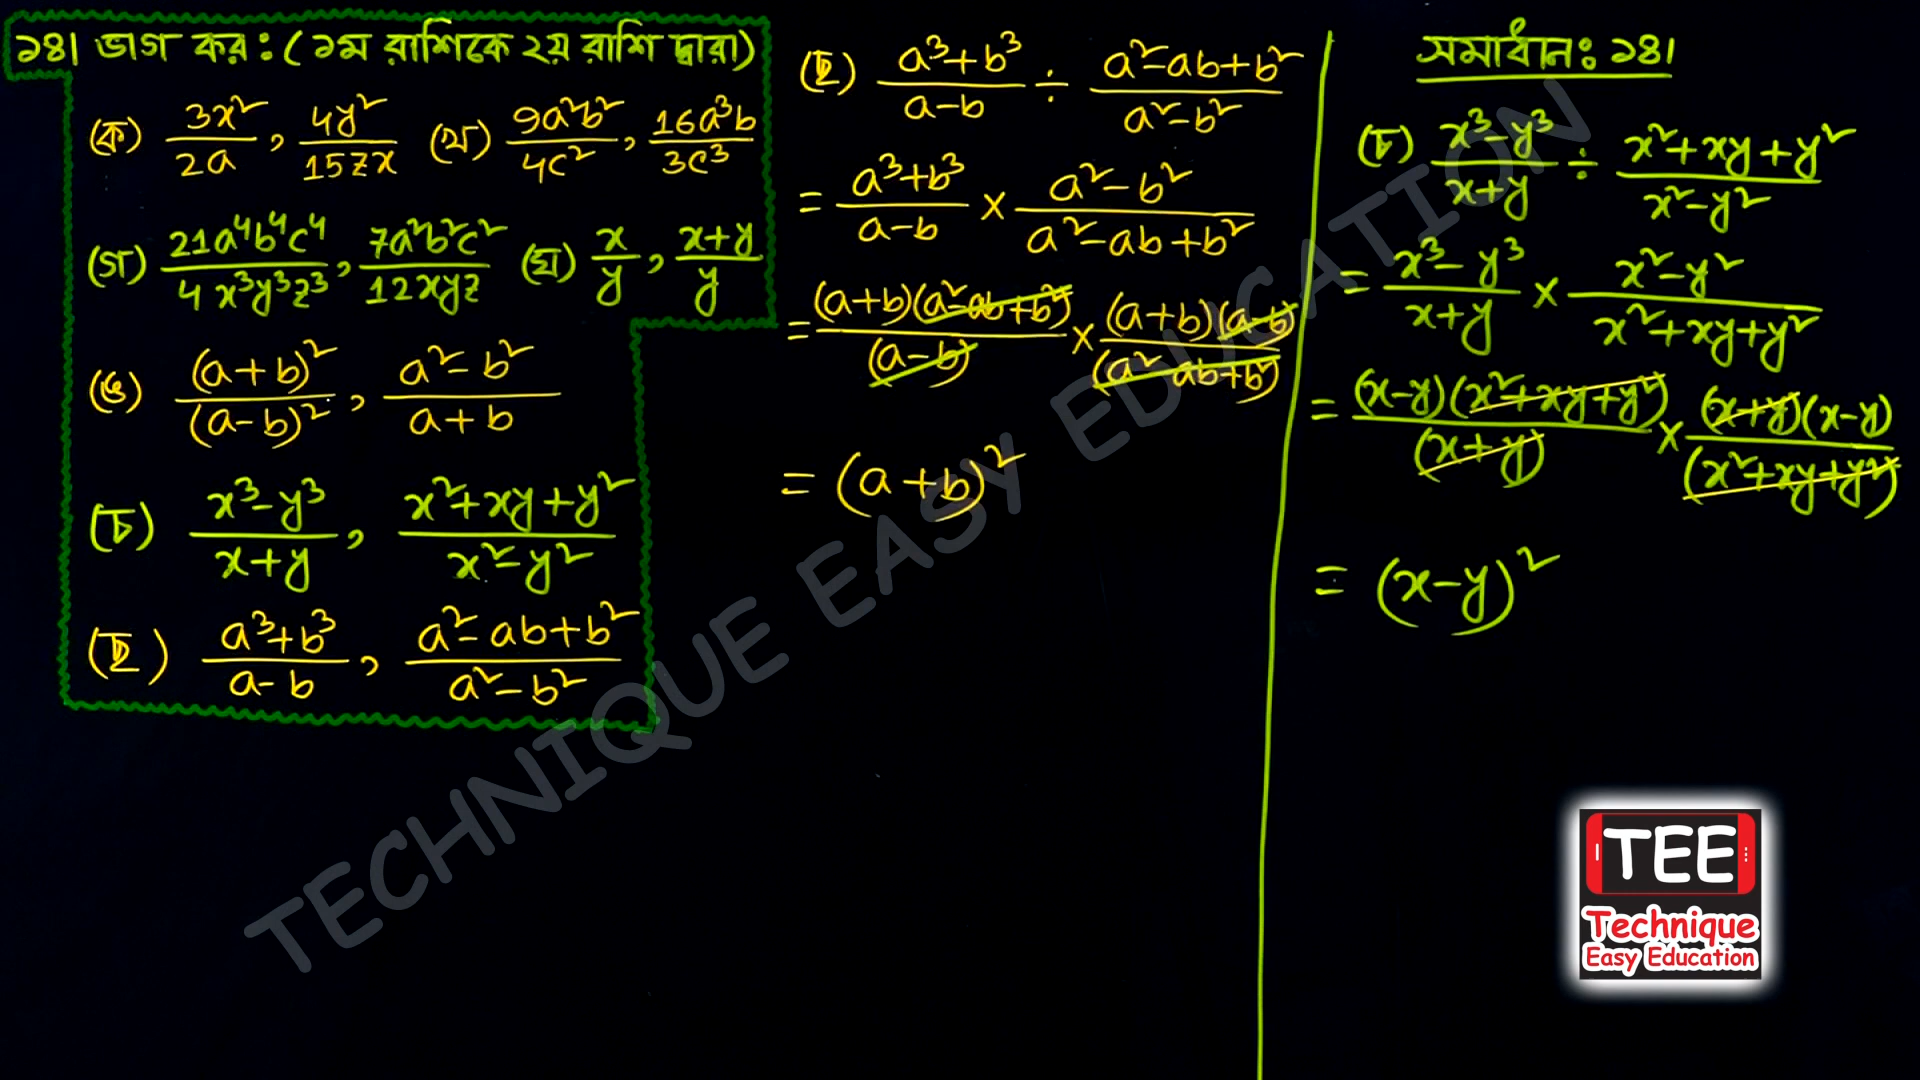 ১৪। ভাগ কর : ( ১ম রাশিকে ২য় রাশি দ্বারা)
(ক) 3x²/2a , 4y²/15zx (খ) 9a²b²/4c² , 16a³b/3c³
(গ) 21a⁴b⁴c⁴/4x³y³z³ , 7a²b²c²/12xyz (ঘ) x/y , x+y/y
(ঙ) (a+b)²/(a-b)² , a²-b²/a+b
(চ) x³-y³/x+y , x²+xy+y²/x²-y²
(ছ) a³+b³/a-b , a²-ab+b²/a²-b²
(ছ) a³+b³/a-b ÷ a²-ab+b²/a²-b²
= a³+b³/a-b × a²-b²/a²-ab+b²
= (a+b)(a²-ab+b²)/(a-b) × (a+b)(a-b)/(a²-ab+b²)
= (a+b)²
সমাধান: ১৪।
(চ) x³-y³/x+y ÷ x²+xy+y²/x²-y²
= x³-y³/x+y × x²-y²/x²+xy+y²
= (x-y)(x²+xy+y²)/(x+y) × (x+y)(x-y)/(x²+xy+y²)
= (x-y)²
TECHNIQUE EASY EDUCATION
TEE
Technique
Easy Education